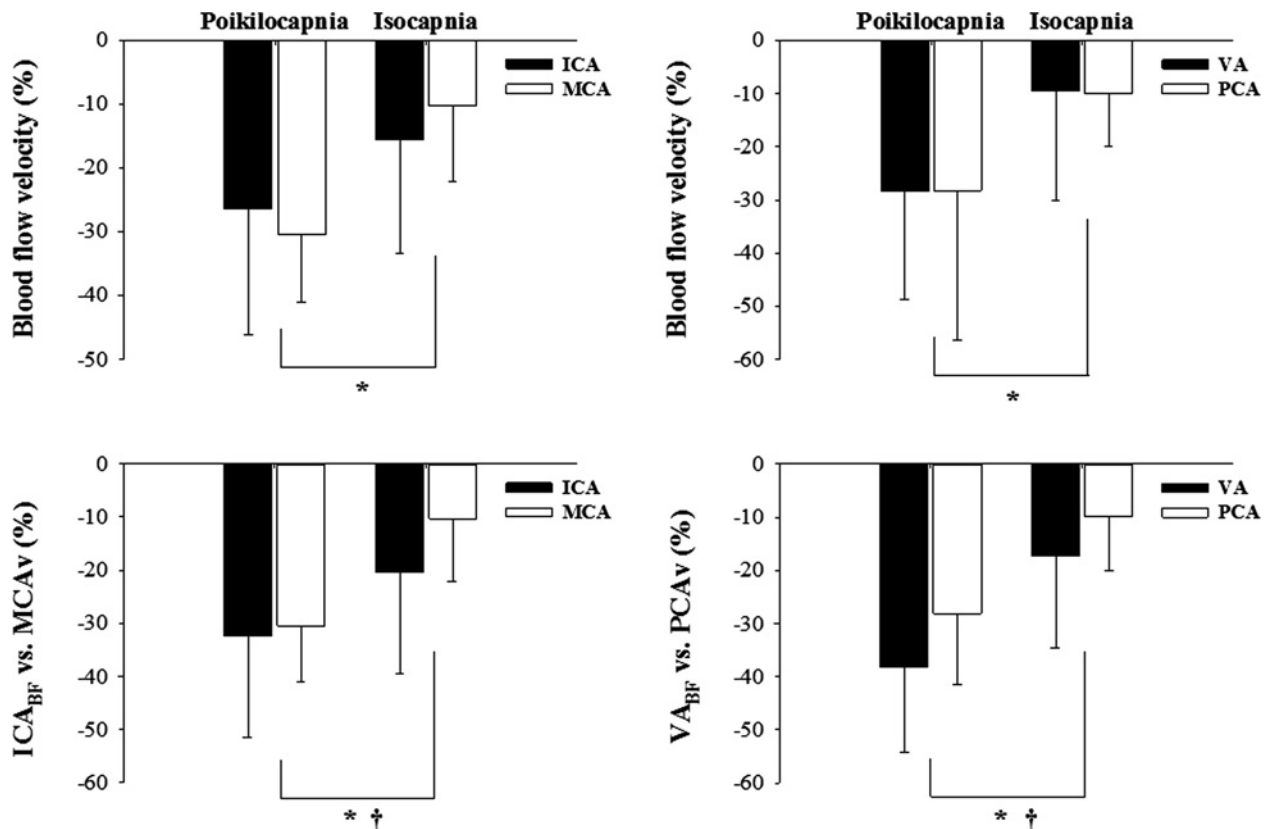 Poikilocapnia Isocapnia
Blood flow velocity (%)
0
-10
-20
-30
-40
-50
ICA
MCA
*
Poikilocapnia Isocapnia
Blood flow velocity (%)
0
-10
-20
-30
-40
-50
-60
VA
PCA
*
ICABF vs. MCAv (%)
0
-10
-20
-30
-40
-50
-60
ICA
MCA
* †
VABF vs. PCAv (%)
0
-10
-20
-30
-40
-50
-60
VA
PCA
* †